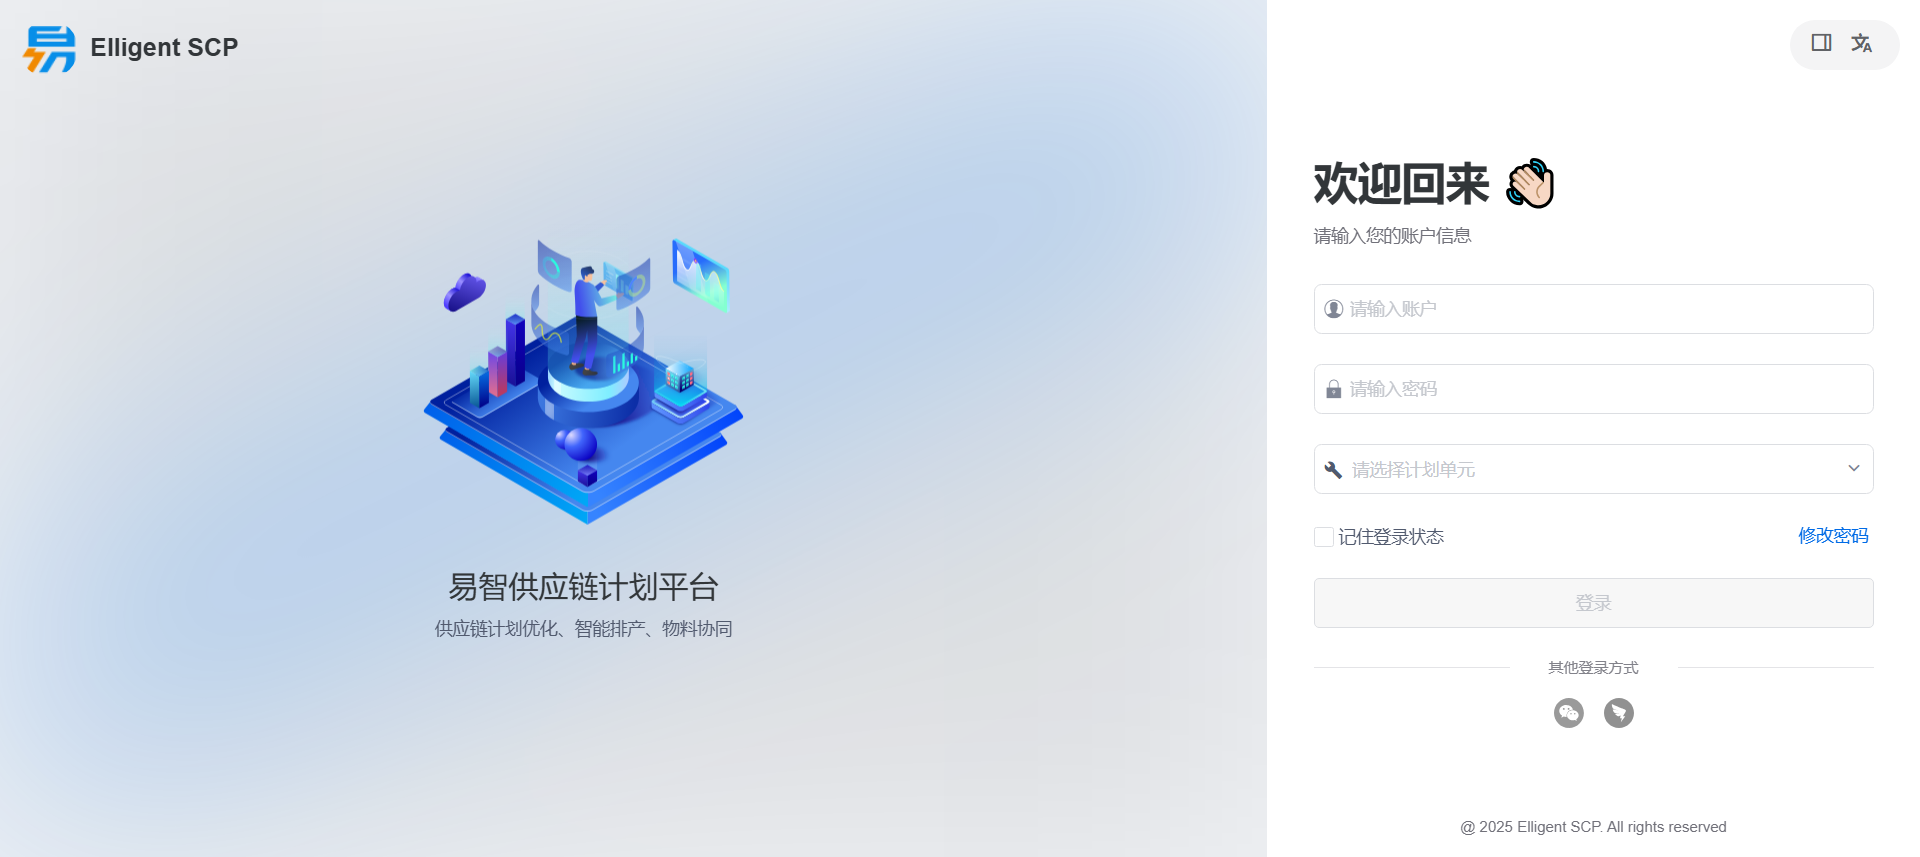 Elligent SCP
易智供应链计划平台
供应链计划优化、智能排产、物料协同
欢迎回来
请输入您的账户信息
请输入账户
请输入密码
请选择计划单元
记住登录状态
修改密码
登录
其他登录方式
@ 2025 Elligent SCP. All rights reserved